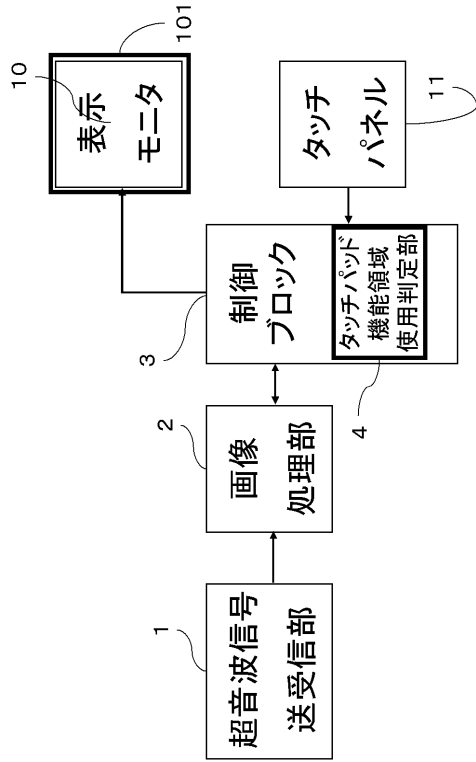 1
超音波信号
送受信部
2
画像
処理部
3
制御
ブロック
4
タッチパッド
機能領域
使用判定部
10
表示
モニタ
101
タッチ
パネル
11